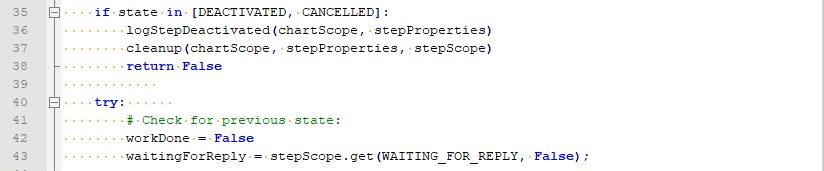 35 if state in [DEACTIVATED, CANCELLED]:
36 logStepDeactivated(chartScope, stepProperties)
37 cleanup(chartScope, stepProperties, stepScope)
38 return False
39
40 try:
41 # Check for previous state:
42 workDone = False
43 waitingForReply = stepScope.get(WAITING_FOR_REPLY, False);